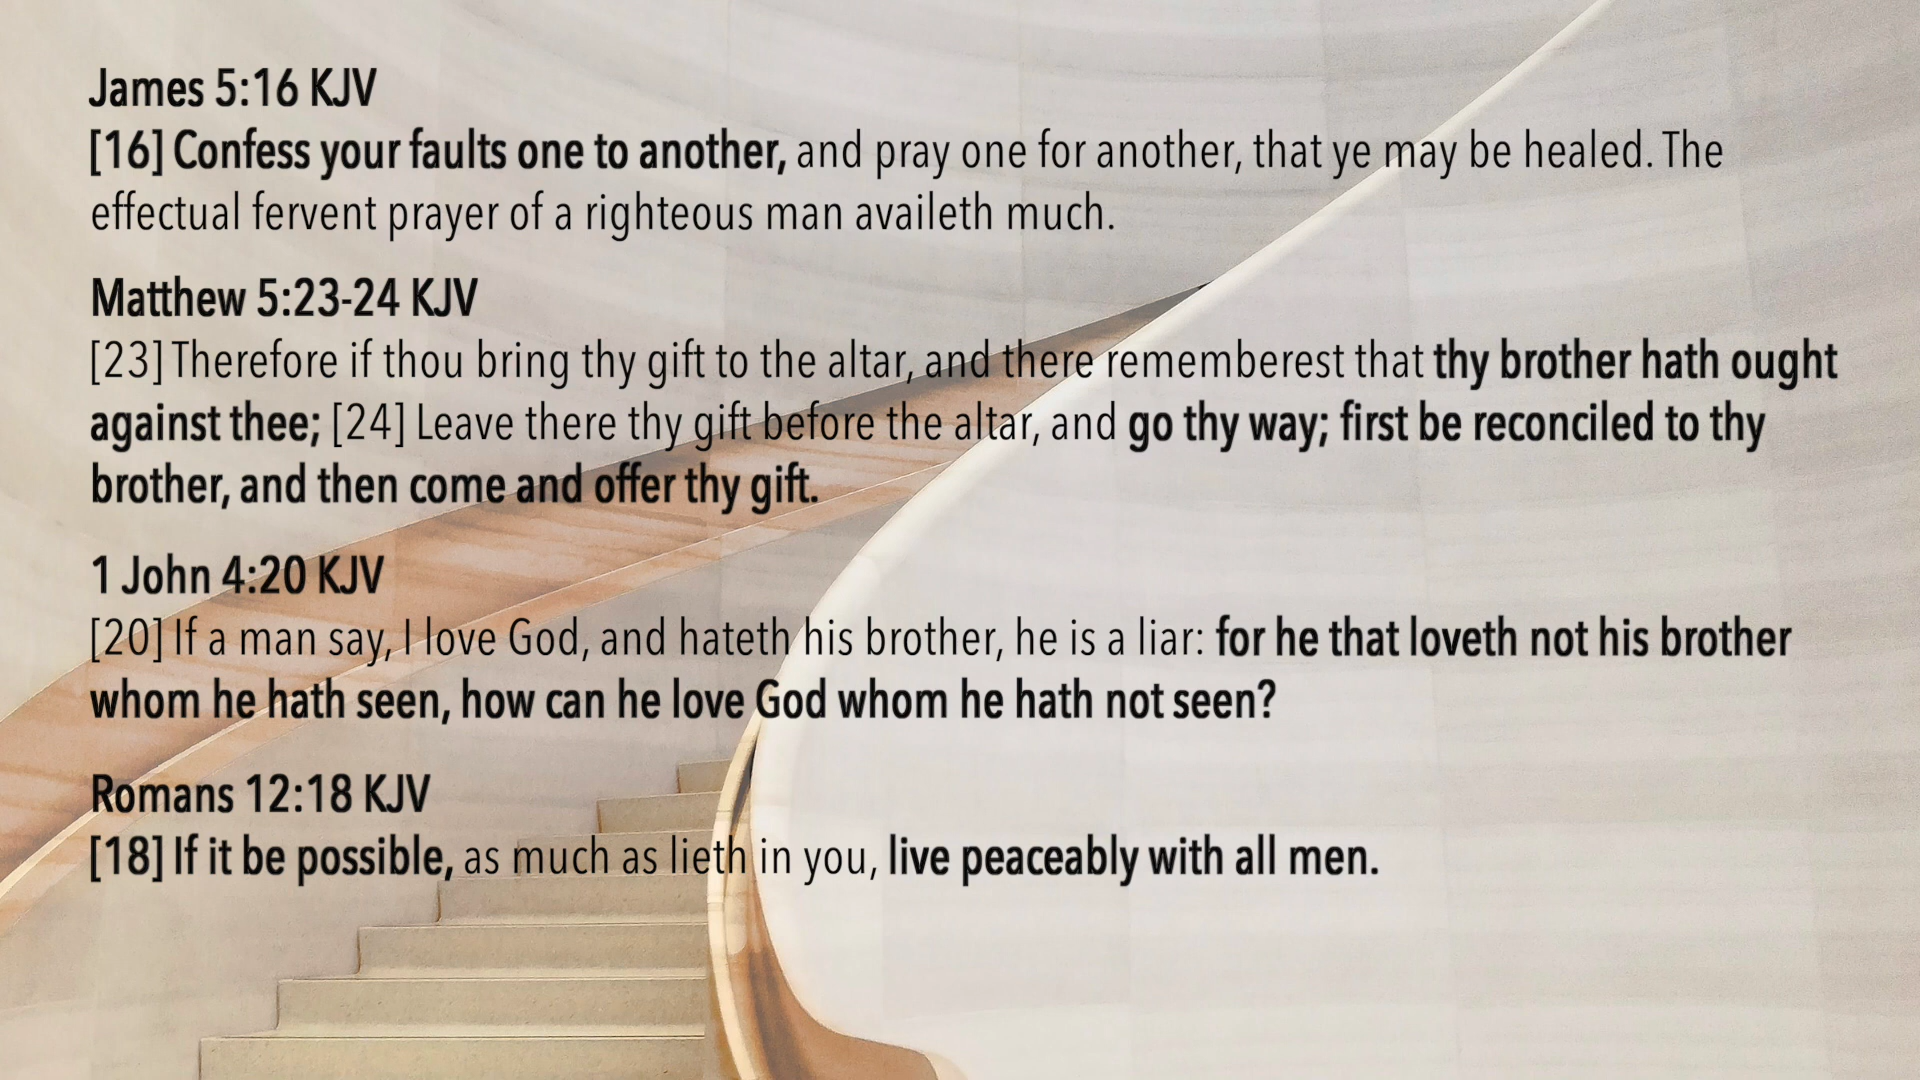 James 5:16 KJV
[16] Confess your faults one to another, and pray one for another, that ye may be healed. The
effectual fervent prayer of a righteous man availeth much.
Matthew 5:23-24 KJV
[23] Therefore if thou bring thy gift to the altar, and there rememberest that thy brother hath ought
against thee; [24] Leave there thy gift before the altar, and go thy way; first be reconciled to thy
brother, and then come and offer thy gift.
1 John 4:20 KJV
[20] If a man say, I love God, and hateth his brother, he is a liar: for he that loveth not his brother
whom he hath seen, how can he love God whom he hath not seen?
Romans 12:18 KJV
[18] If it be possible, as much as lieth in you, live peaceably with all men.